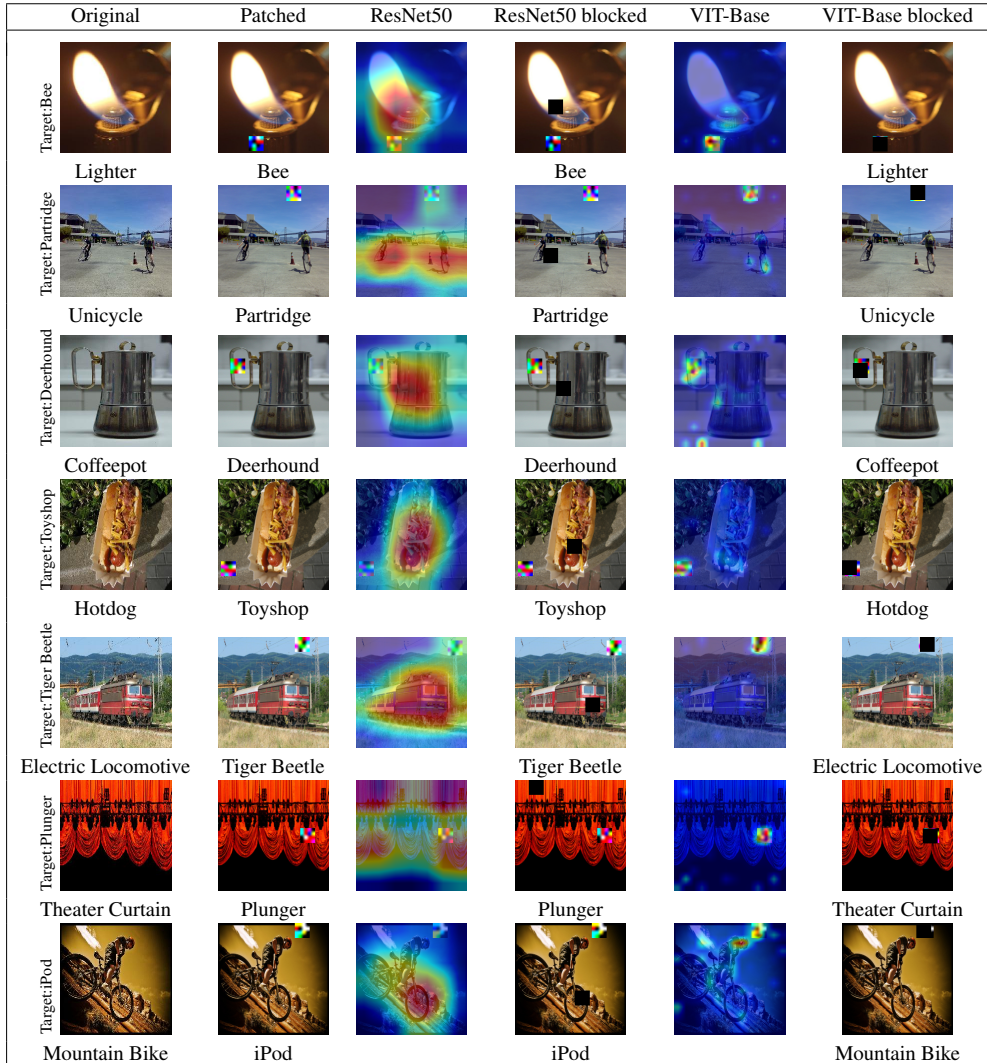 Original Patched ResNet50 ResNet50 blocked VIT-Base VIT-Base blocked
Target:Bee
Lighter Bee Bee Lighter
Target:Partridge
Unicycle Partridge Partridge Unicycle
Target:Deerhound
Coffeepot Deerhound Deerhound Coffeepot
Target:Toyshop
Hotdog Toyshop Toyshop Hotdog
Target:Tiger Beetle
Electric Locomotive Tiger Beetle Tiger Beetle Electric Locomotive
Target:Plunger
Theater Curtain Plunger Plunger Theater Curtain
Target:iPod
Mountain Bike iPod iPod Mountain Bike